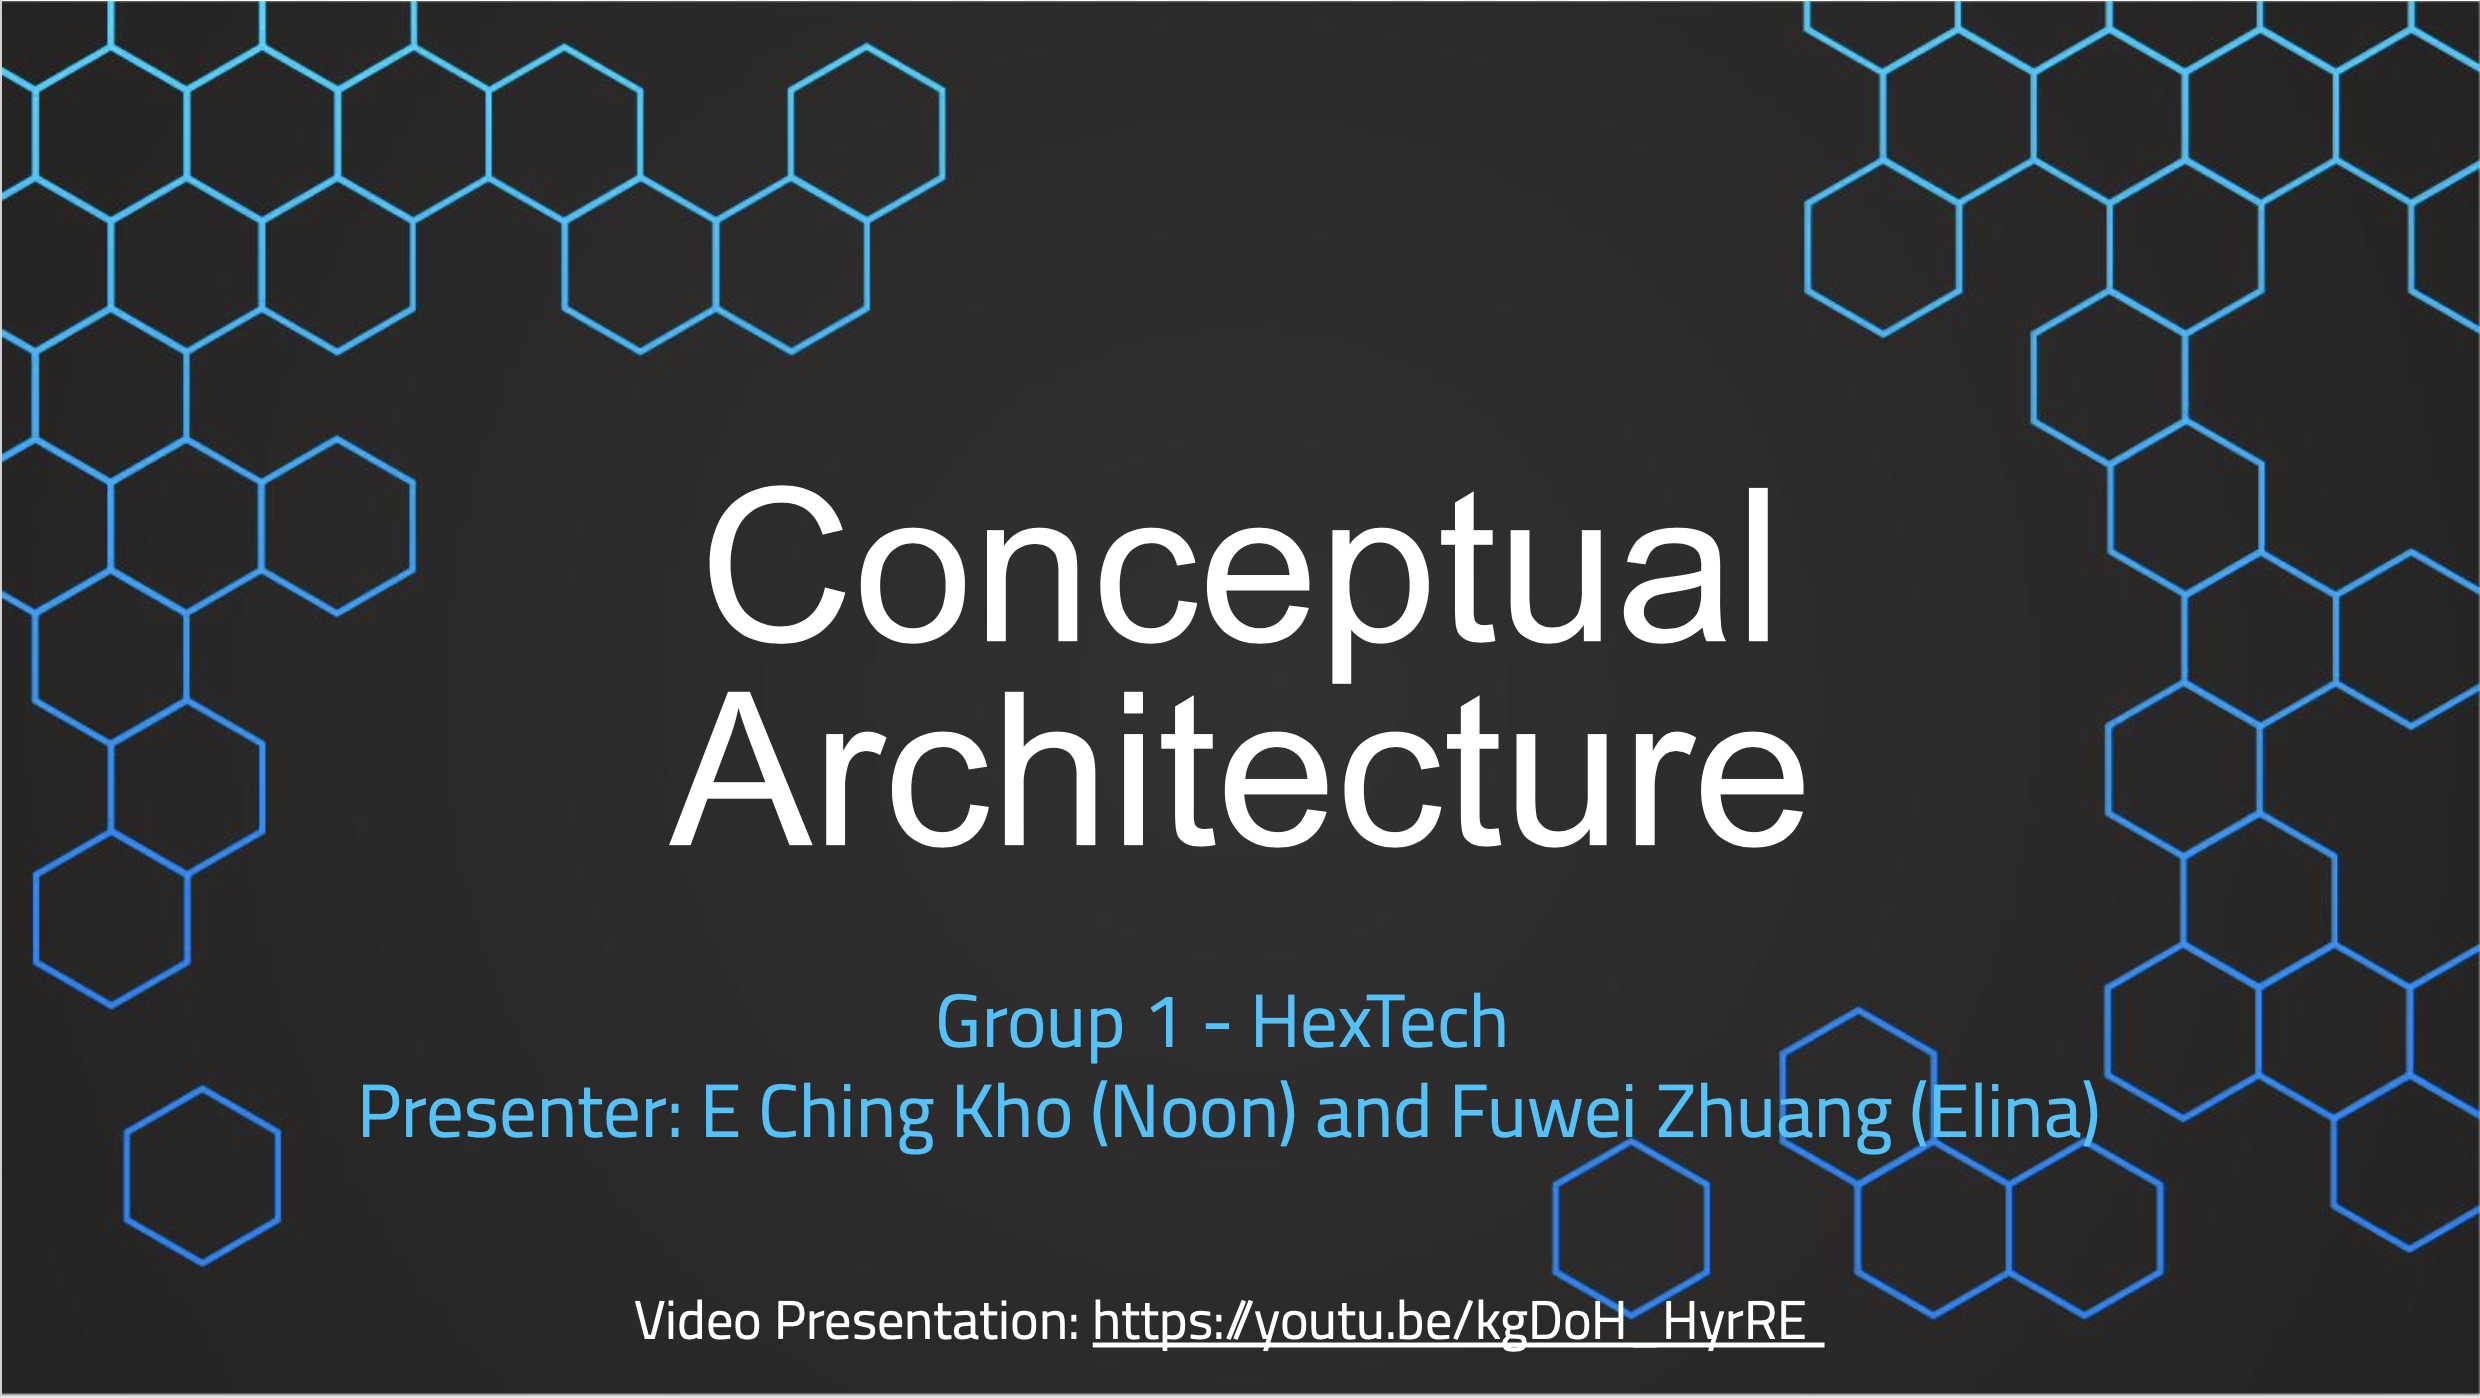 Conceptual
Architecture
Group 1 - HexTech
Presenter: E Ching Kho (Noon) and Fuwei Zhuang (Elina)
Video Presentation: https://youtu.be/kgDoH_HyrRE